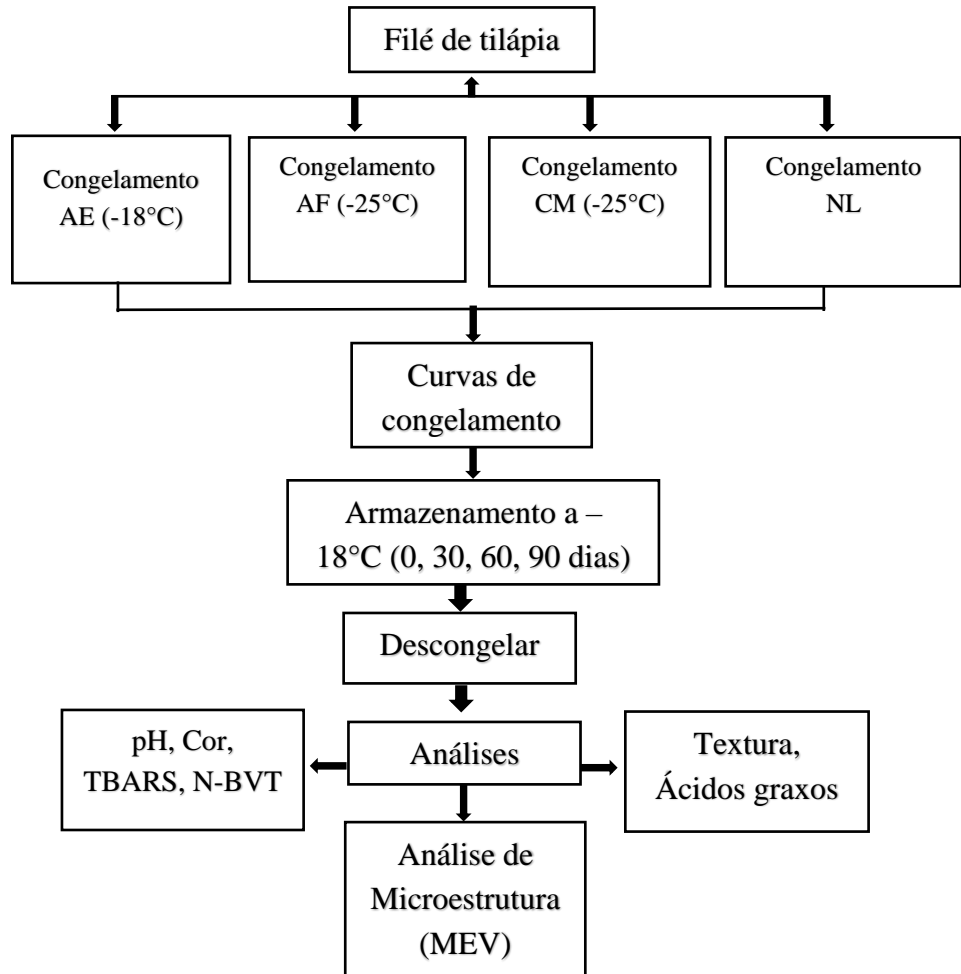 Filé de tilápia
Congelamento
AE (-18°C)
Congelamento
AF (-25°C)
Congelamento
CM (-25°C)
Congelamento
NL
Curvas de
congelamento
Armazenamento a –
18°C (0, 30, 60, 90 dias)
Descongelar
pH, Cor,
TBARS, N-BVT
Análises
Textura,
Ácidos graxos
Análise de
Microestrutura
(MEV)